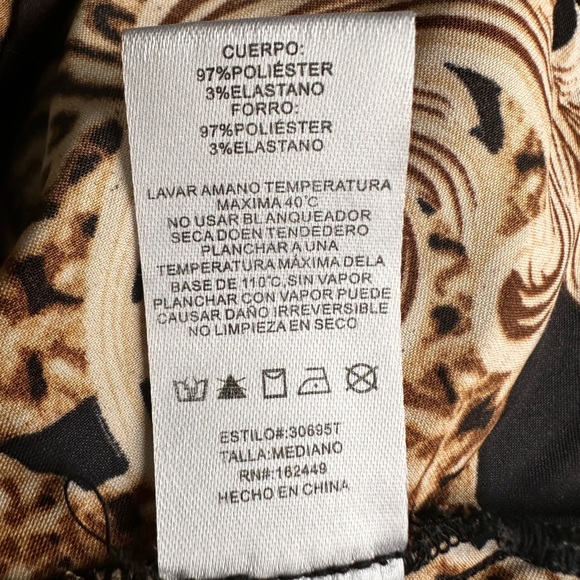 CUERPO:
97%POLIÉSTER
3%ELASTANO
FORRO:
97%POLIÉSTER
3%ELASTANO
LAVAR AMANO TEMPERATURA
MAXIMA 40°C
NO USAR BLANQUEADOR
SECA DOEN TENDEDERO
PLANCHAR A UNA
TEMPERATURA MÁXIMA DELA
BASE DE 110°C,SIN VAPOR
PLANCHAR CON VAPOR PUEDE
CAUSAR DAÑO IRREVERSIBLE
NO LIMPIEZA EN SECO
ESTILO#:30695T
TALLA:MEDIANO
RN#:162449
HECHO EN CHINA